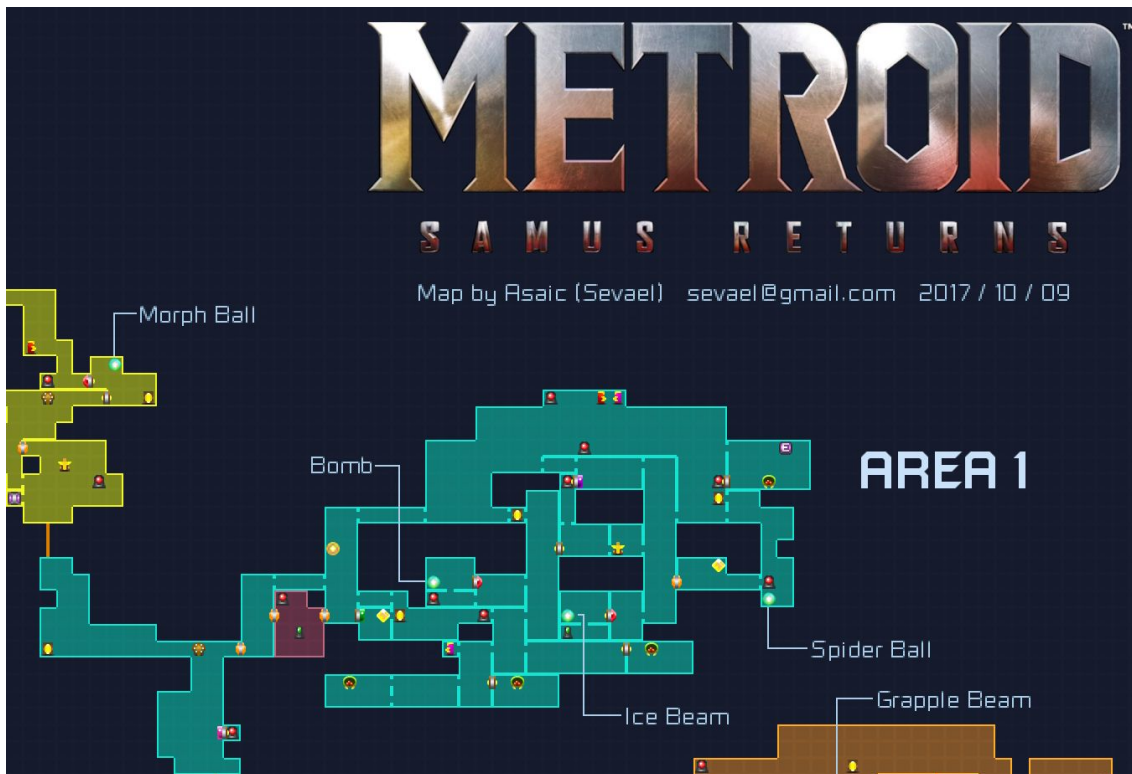 METROID™
SAMUS RETURNS
Map by Asaic (Sevael) sevael@gmail.com 2017 / 10 / 09
Morph Ball
Bomb
AREA 1
Spider Ball
Grapple Beam
Ice Beam